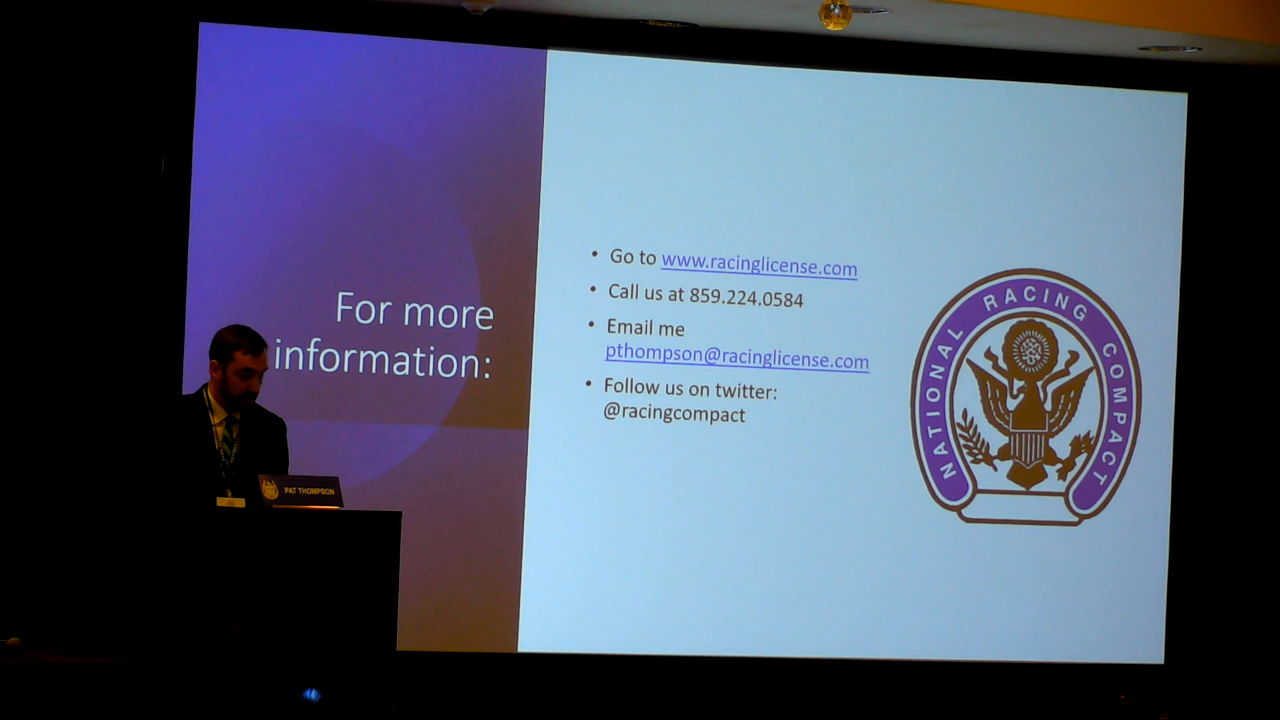 For more
information:
• Go to www.racinglicense.com
• Call us at 859.224.0584
• Email me
pthompson@racinglicense.com
• Follow us on twitter:
@racingcompact
NATIONAL RACING COMPACT
PAT THOMPSON